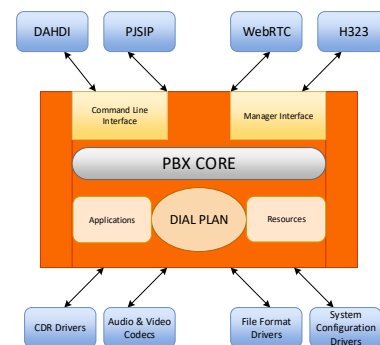 DAHDI
PJSIP
WebRTC
H323
Command Line
Interface
Manager Interface
PBX CORE
Applications
DIAL PLAN
Resources
CDR Drivers
Audio & Video
Codecs
File Format
Drivers
System
Configuration
Drivers